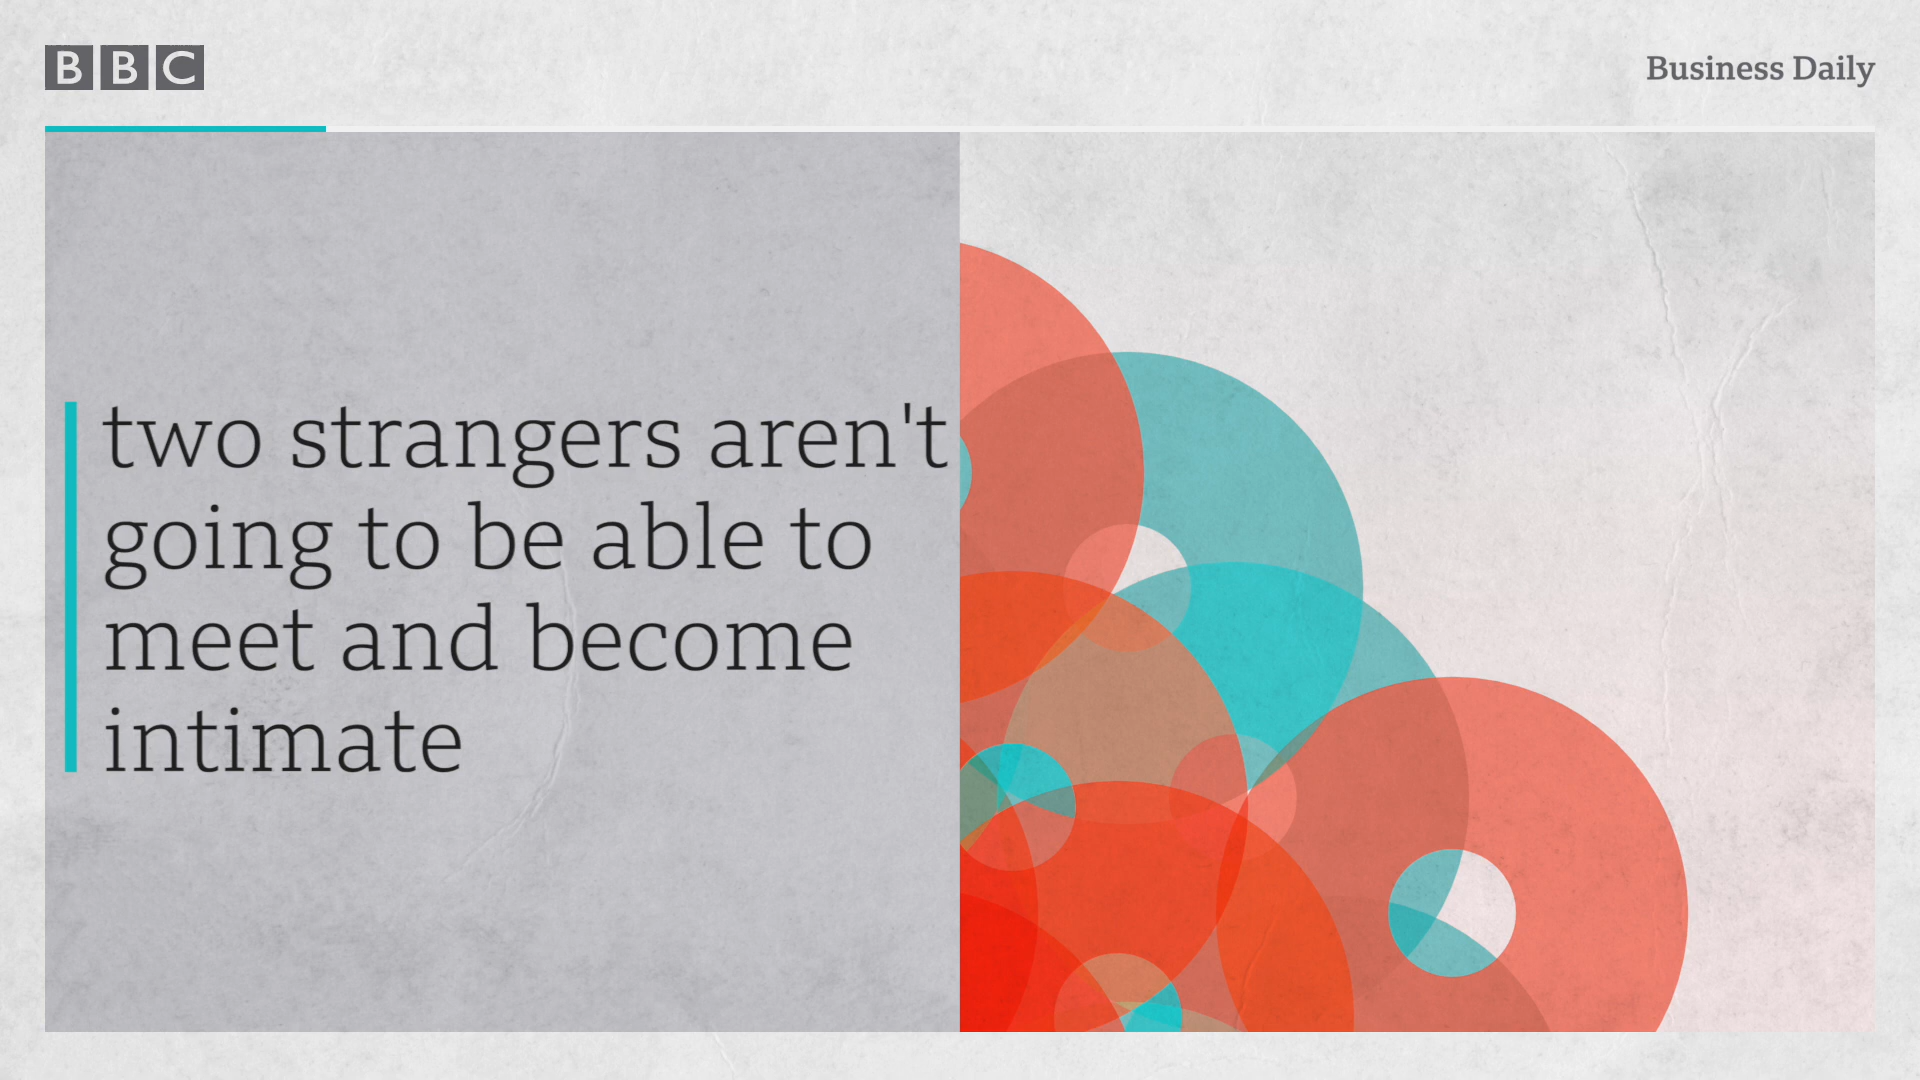 BBC
Business Daily
two strangers aren't
going to be able to
meet and become
intimate